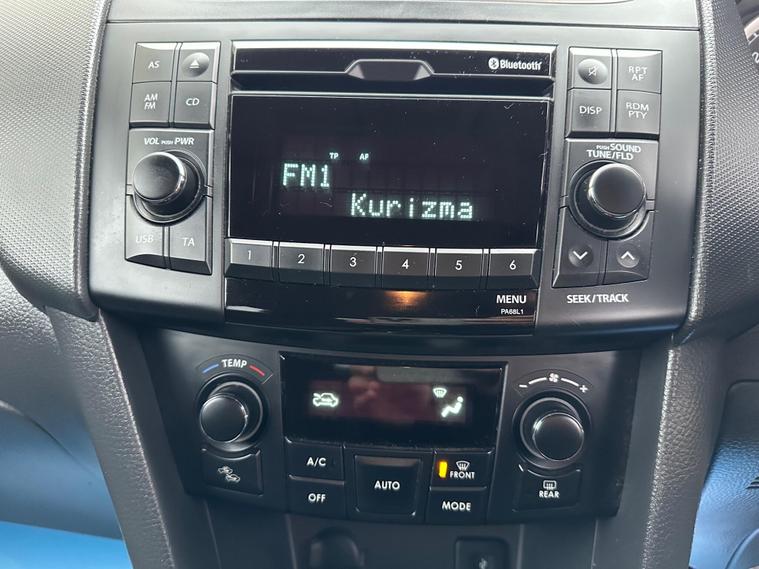 Bluetooth
AS
AM
FM
CD
VOL PUSH PWR
USB
TA
TP AF
FM1
Kurizma
RPT
AF
DISP
RDM
PTY
PUSH SOUND
TUNE/FLD
1 2 3 4 5 6
MENU
PA68L1
SEEK/TRACK
TEMP
- +
A/C
OFF
AUTO
FRONT
MODE
REAR